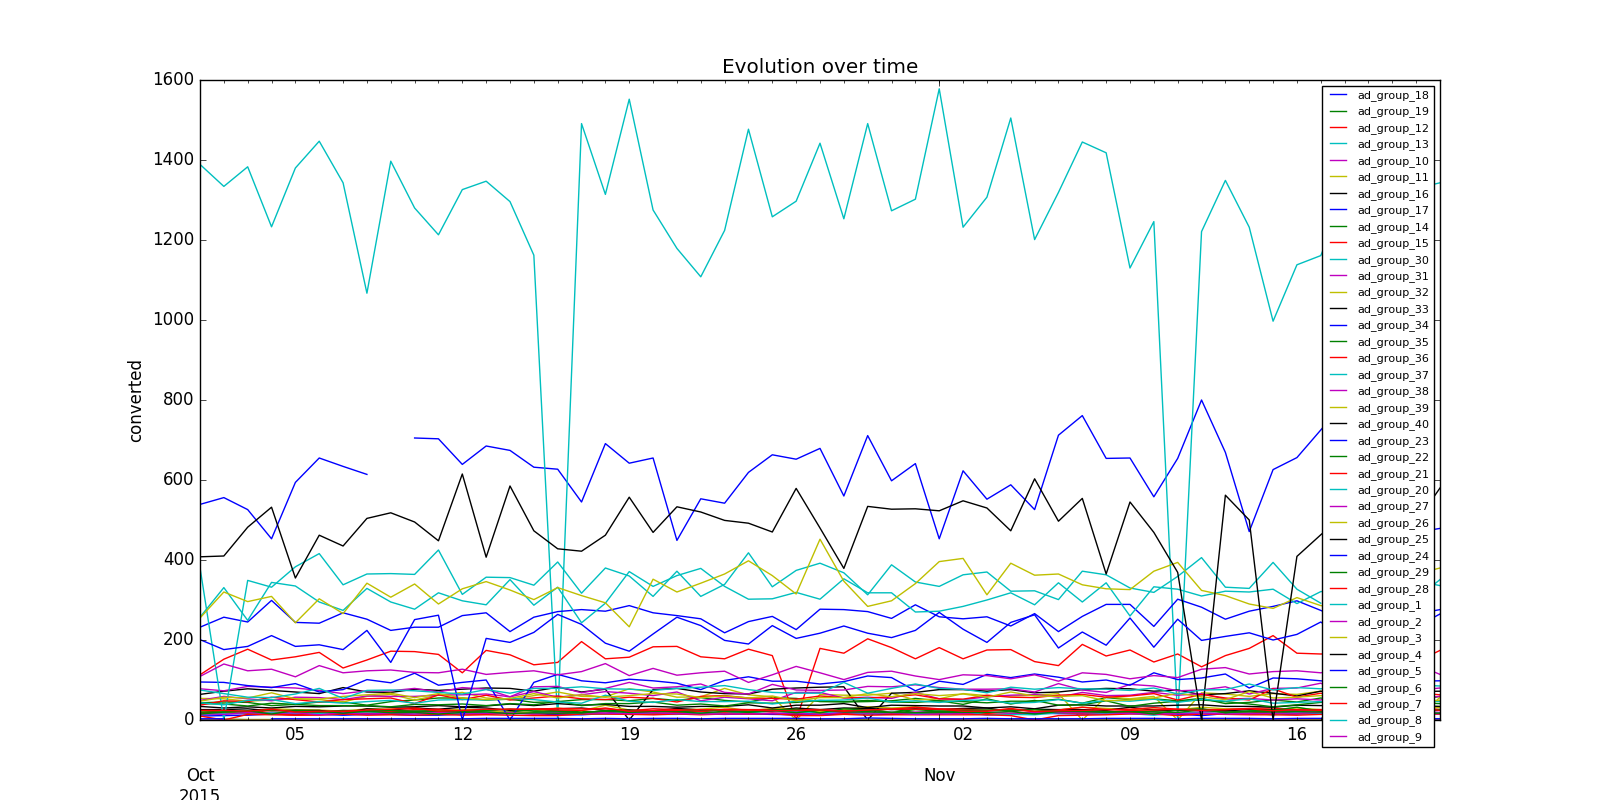 Evolution over time
1600
1400
1200
1000
800
600
400
200
0
converted
05
12
19
26
02
09
16
Oct
2015
Nov
ad_group_18
ad_group_19
ad_group_12
ad_group_13
ad_group_10
ad_group_11
ad_group_16
ad_group_17
ad_group_14
ad_group_15
ad_group_30
ad_group_31
ad_group_32
ad_group_33
ad_group_34
ad_group_35
ad_group_36
ad_group_37
ad_group_38
ad_group_39
ad_group_40
ad_group_23
ad_group_22
ad_group_21
ad_group_20
ad_group_27
ad_group_26
ad_group_25
ad_group_24
ad_group_29
ad_group_28
ad_group_1
ad_group_2
ad_group_3
ad_group_4
ad_group_5
ad_group_6
ad_group_7
ad_group_8
ad_group_9